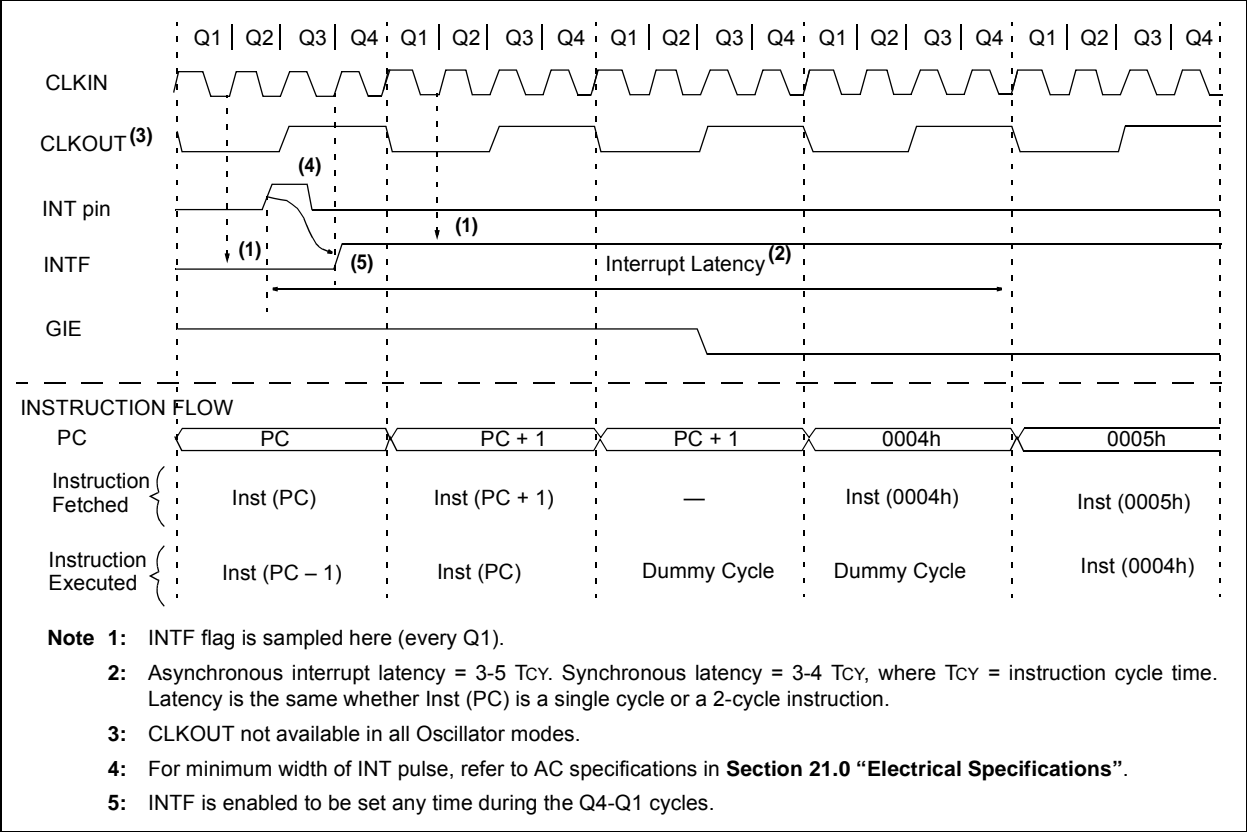 Q1 Q2 Q3 Q4 Q1 Q2 Q3 Q4 Q1 Q2 Q3 Q4 Q1 Q2 Q3 Q4 Q1 Q2 Q3 Q4
CLKIN
CLKOUT (3)
(4)
INT pin
(1)
(1)
INTF
(5)
Interrupt Latency (2)
GIE
INSTRUCTION FLOW
PC PC PC + 1 PC + 1 0004h 0005h
Instruction
Fetched
Inst (PC) Inst (PC + 1) — Inst (0004h) Inst (0005h)
Instruction
Executed
Inst (PC – 1) Inst (PC) Dummy Cycle Dummy Cycle Inst (0004h)
Note 1: INTF flag is sampled here (every Q1).
2: Asynchronous interrupt latency = 3-5 TCY. Synchronous latency = 3-4 TCY, where TCY = instruction cycle time.
Latency is the same whether Inst (PC) is a single cycle or a 2-cycle instruction.
3: CLKOUT not available in all Oscillator modes.
4: For minimum width of INT pulse, refer to AC specifications in Section 21.0 “Electrical Specifications”.
5: INTF is enabled to be set any time during the Q4-Q1 cycles.